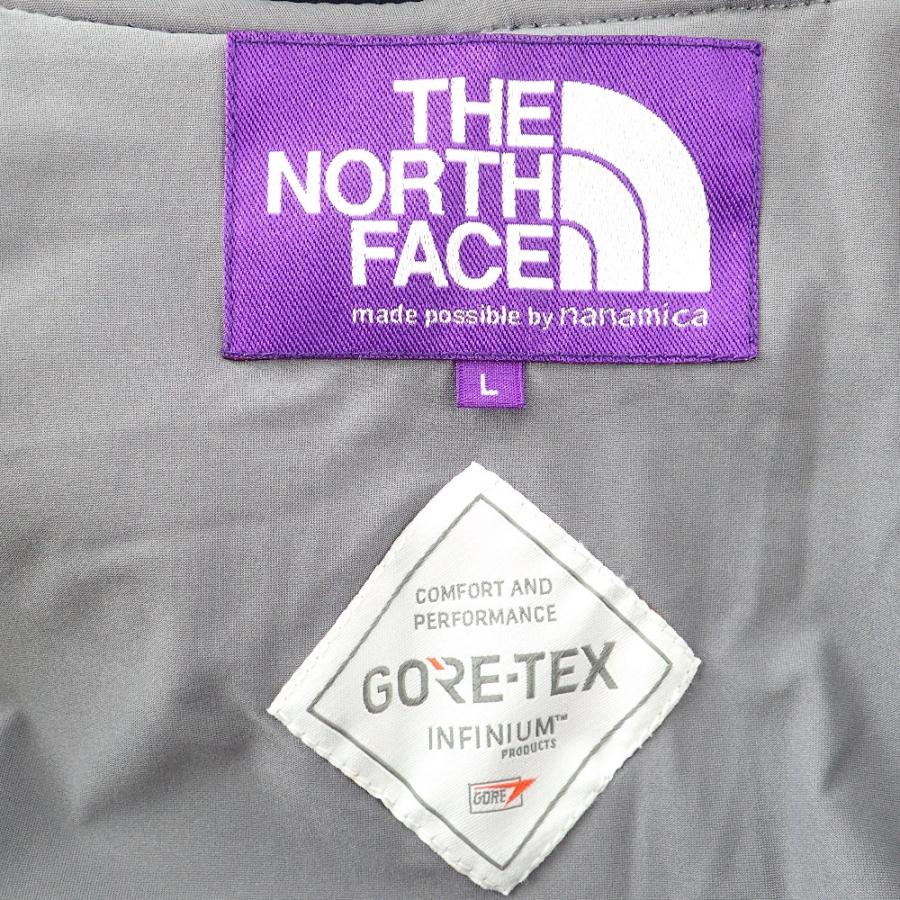 THE
NORTH
FACE
made possible by nanamica
L
COMFORT AND
PERFORMANCE
GORE-TEX
INFINIUM™
PRODUCTS
GORE